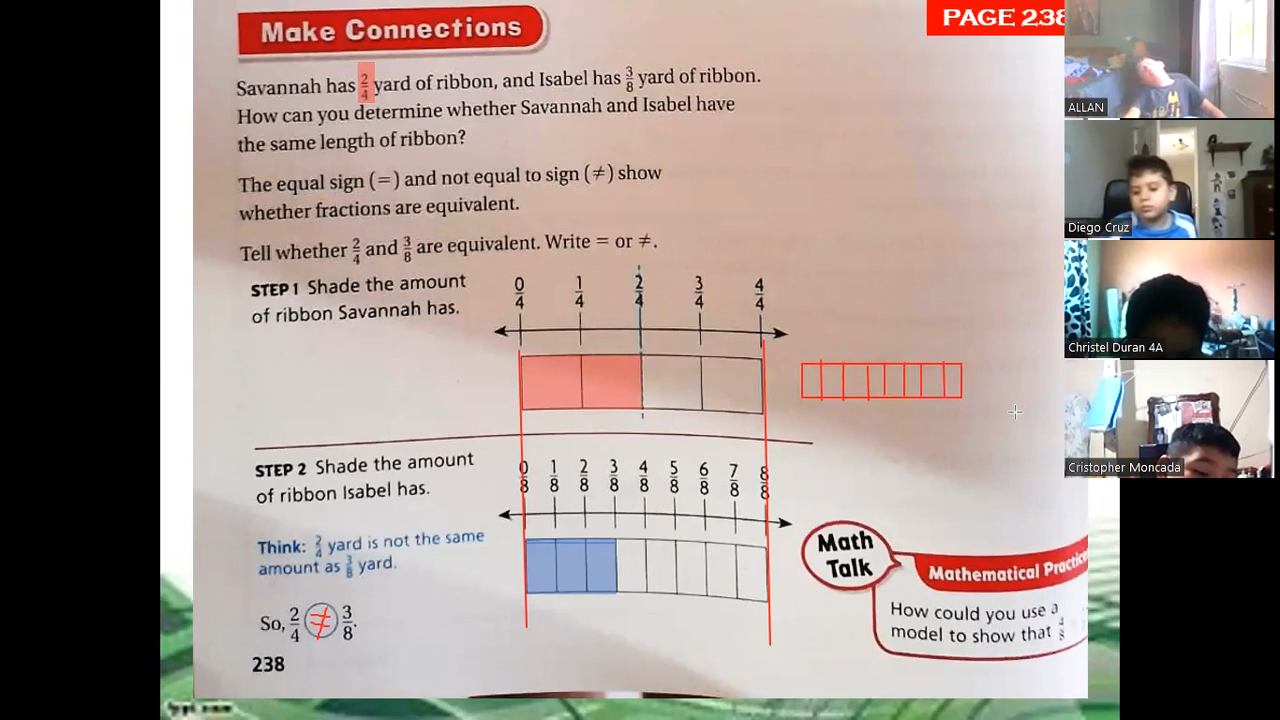 Make Connections
PAGE 238
Savannah has 2/4 yard of ribbon, and Isabel has 3/8 yard of ribbon.
How can you determine whether Savannah and Isabel have
the same length of ribbon?
The equal sign (=) and not equal to sign (≠) show
whether fractions are equivalent.
Tell whether 2/4 and 3/8 are equivalent. Write = or ≠.
STEP 1 Shade the amount
of ribbon Savannah has.
0/4 1/4 2/4 3/4 4/4
STEP 2 Shade the amount
of ribbon Isabel has.
0/8 1/8 2/8 3/8 4/8 5/8 6/8 7/8 8/8
Think: 2/4 yard is not the same
amount as 3/8 yard.
So, 2/4 ≠ 3/8.
238
Math
Talk
Mathematical
How could you use a
model to show that
ALLAN
Diego Cruz
Christel Duran 4A
Cristopher Moncada